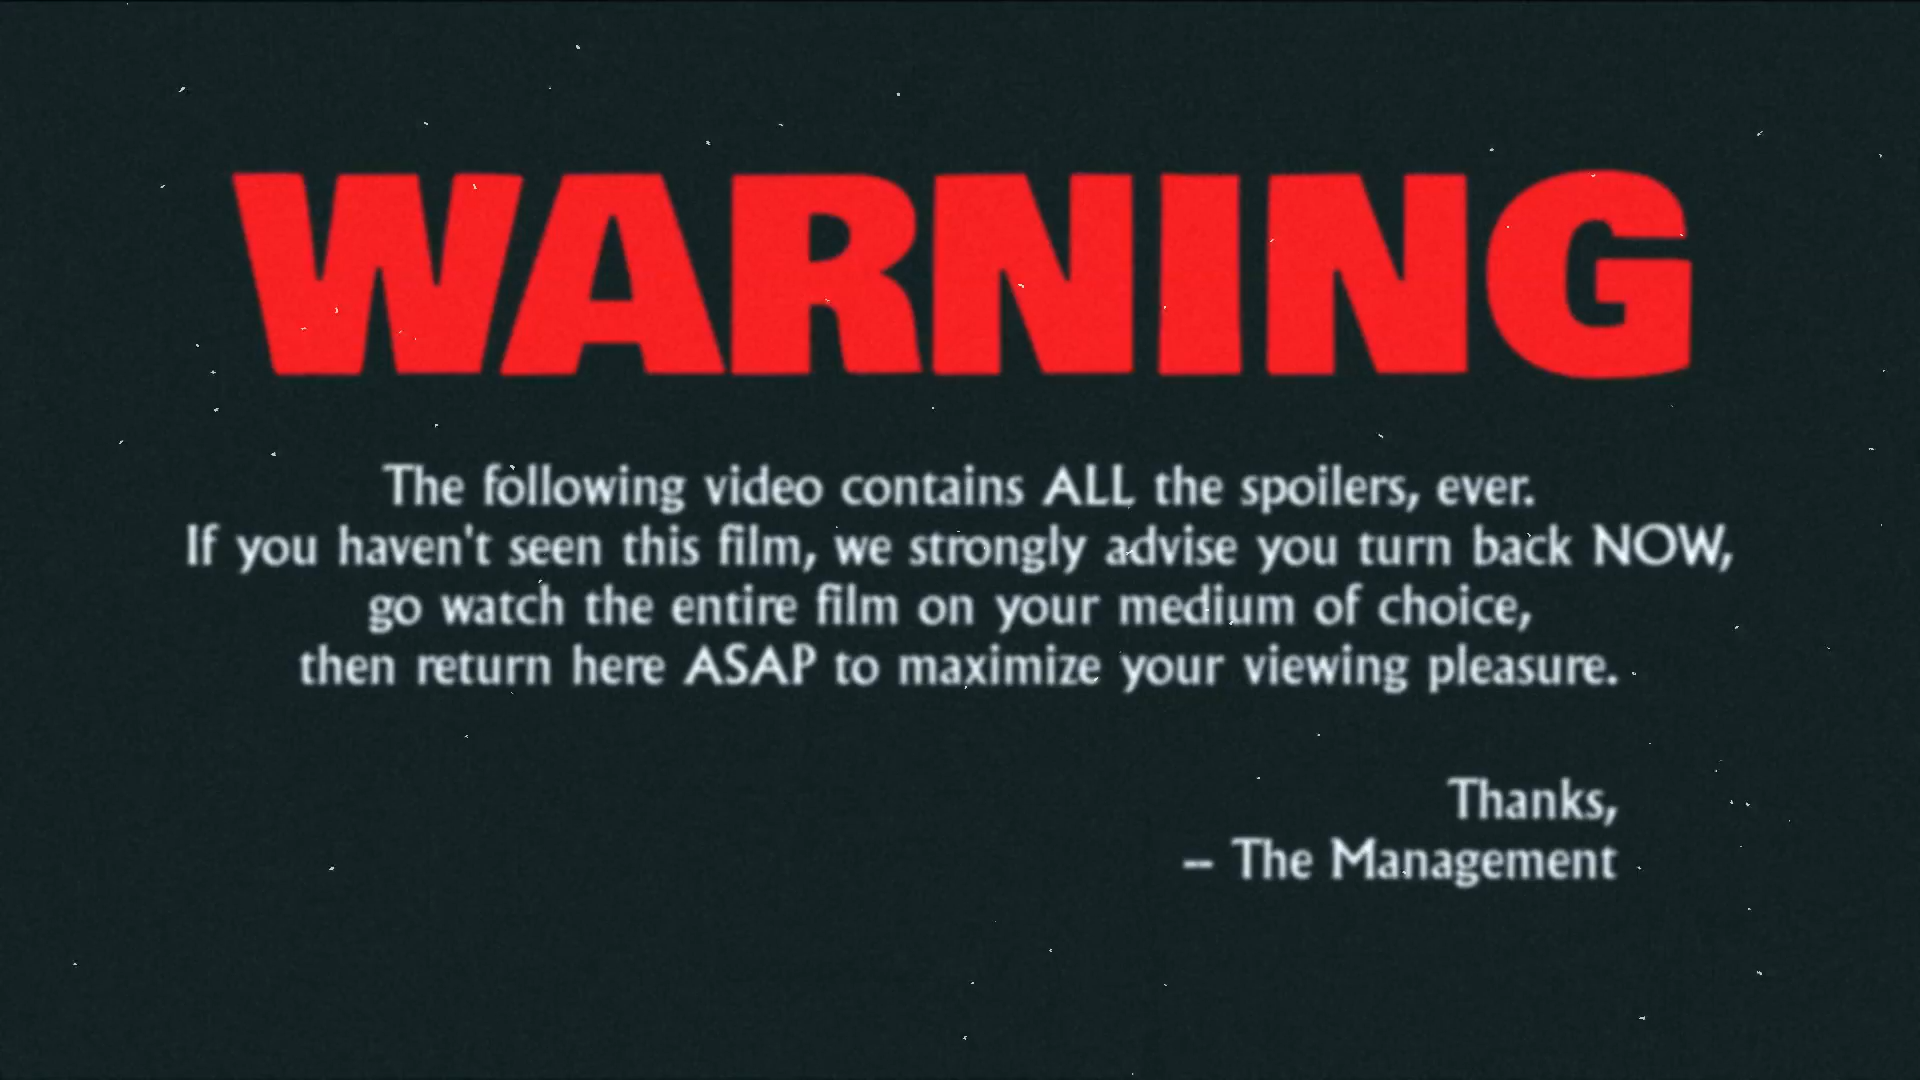 WARNING
The following video contains ALL the spoilers, ever.
If you haven't seen this film, we strongly advise you turn back NOW,
go watch the entire film on your medium of choice,
then return here ASAP to maximize your viewing pleasure.
Thanks,
-- The Management